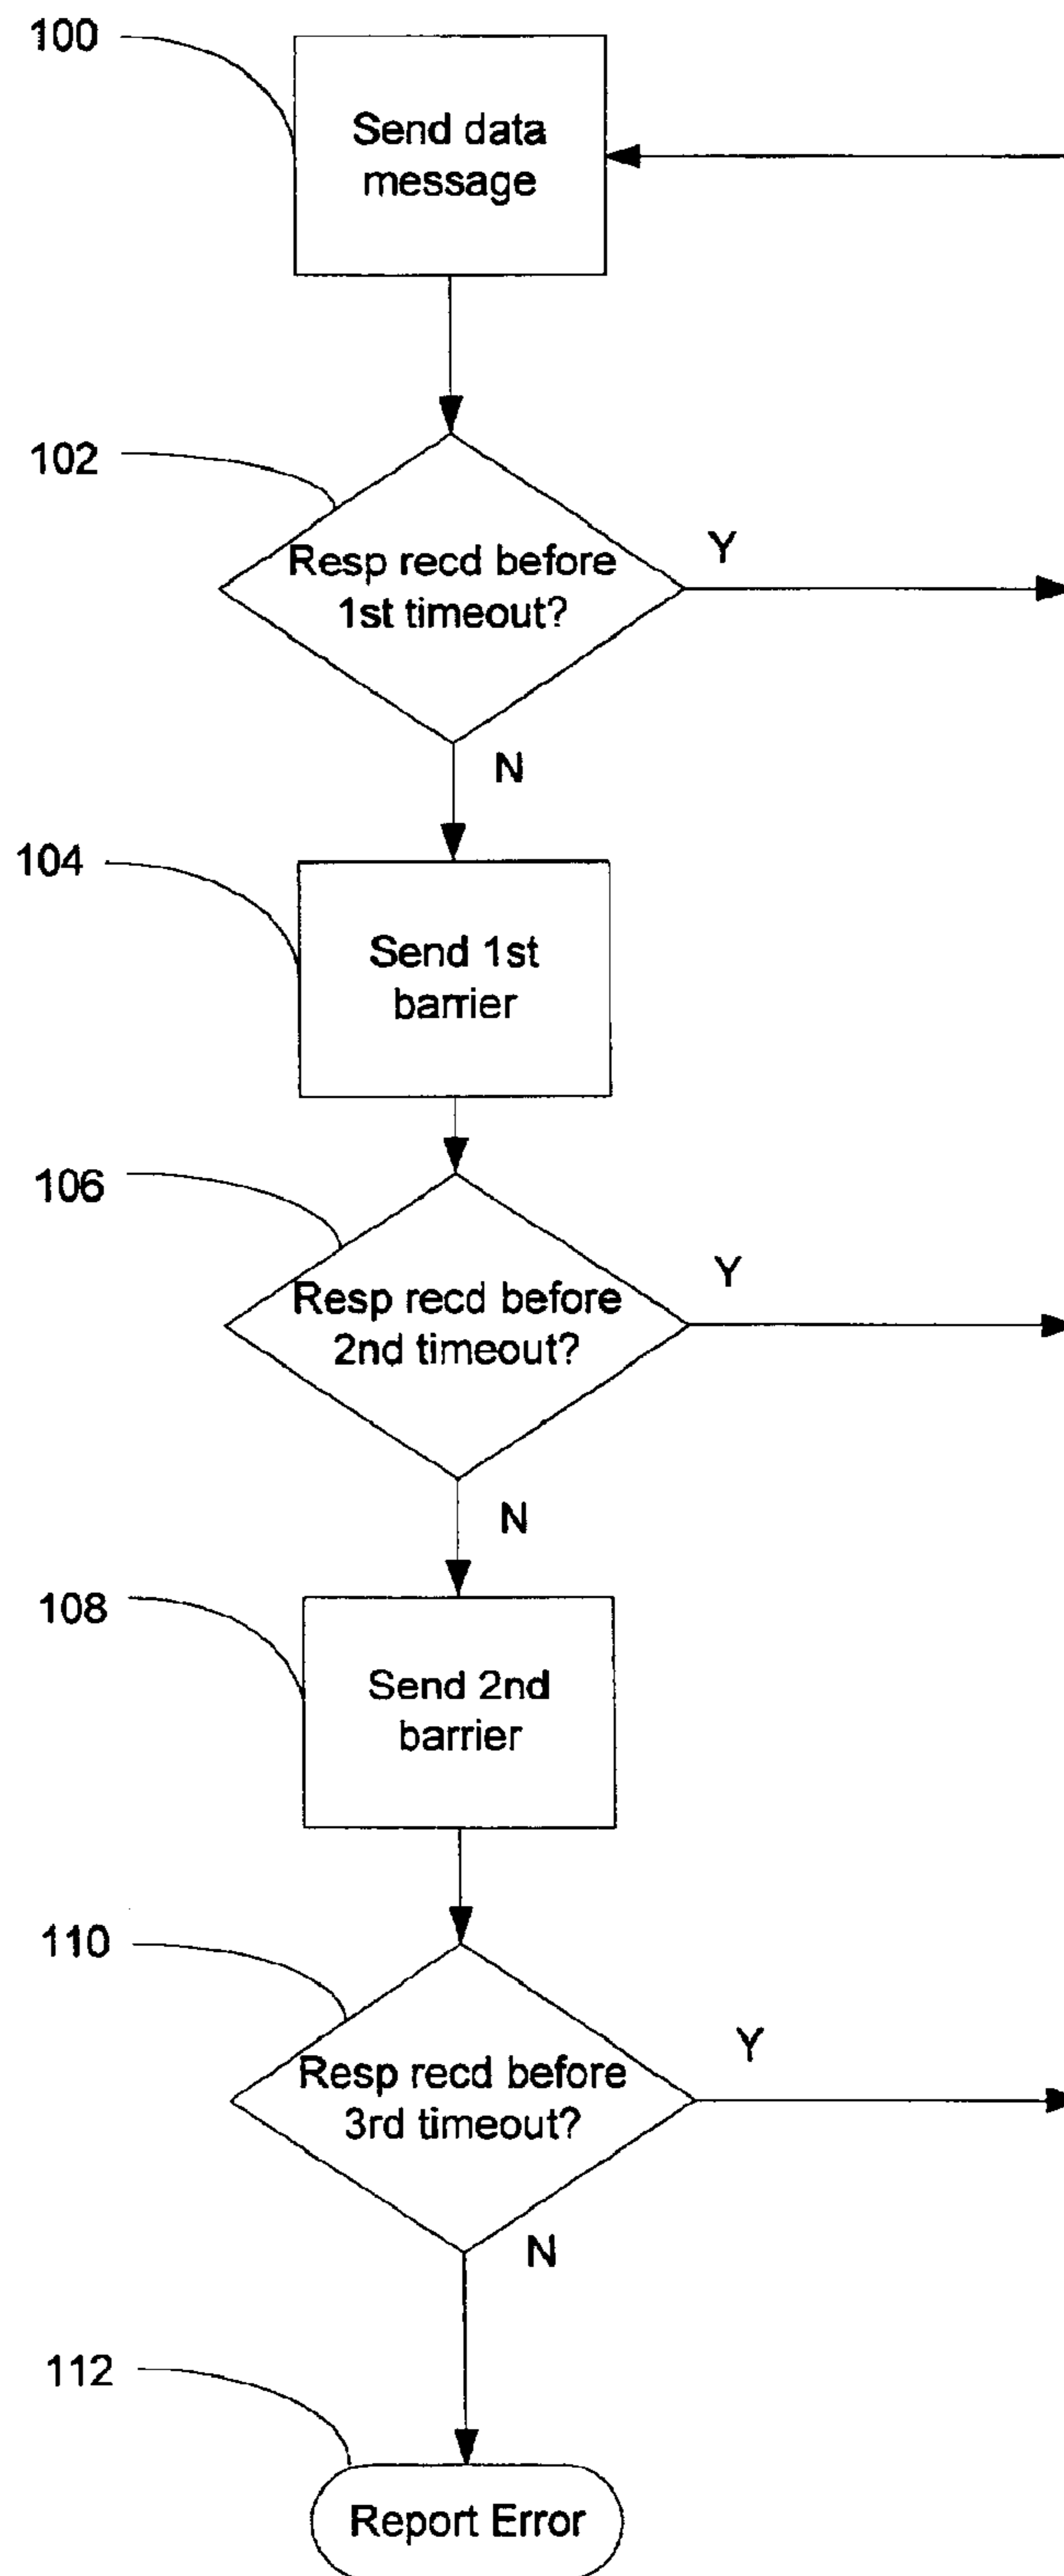 100
Send data
message
102
Resp recd before
1st timeout?
Y
N
104
Send 1st
barrier
106
Resp recd before
2nd timeout?
Y
N
108
Send 2nd
barrier
110
Resp recd before
3rd timeout?
Y
N
112
Report Error